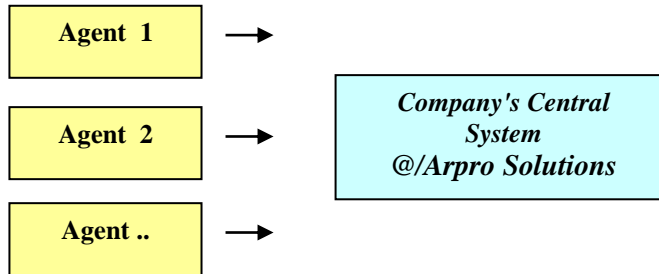 Agent 1
Agent 2
Agent ..
Company's Central
System
@/Arpro Solutions